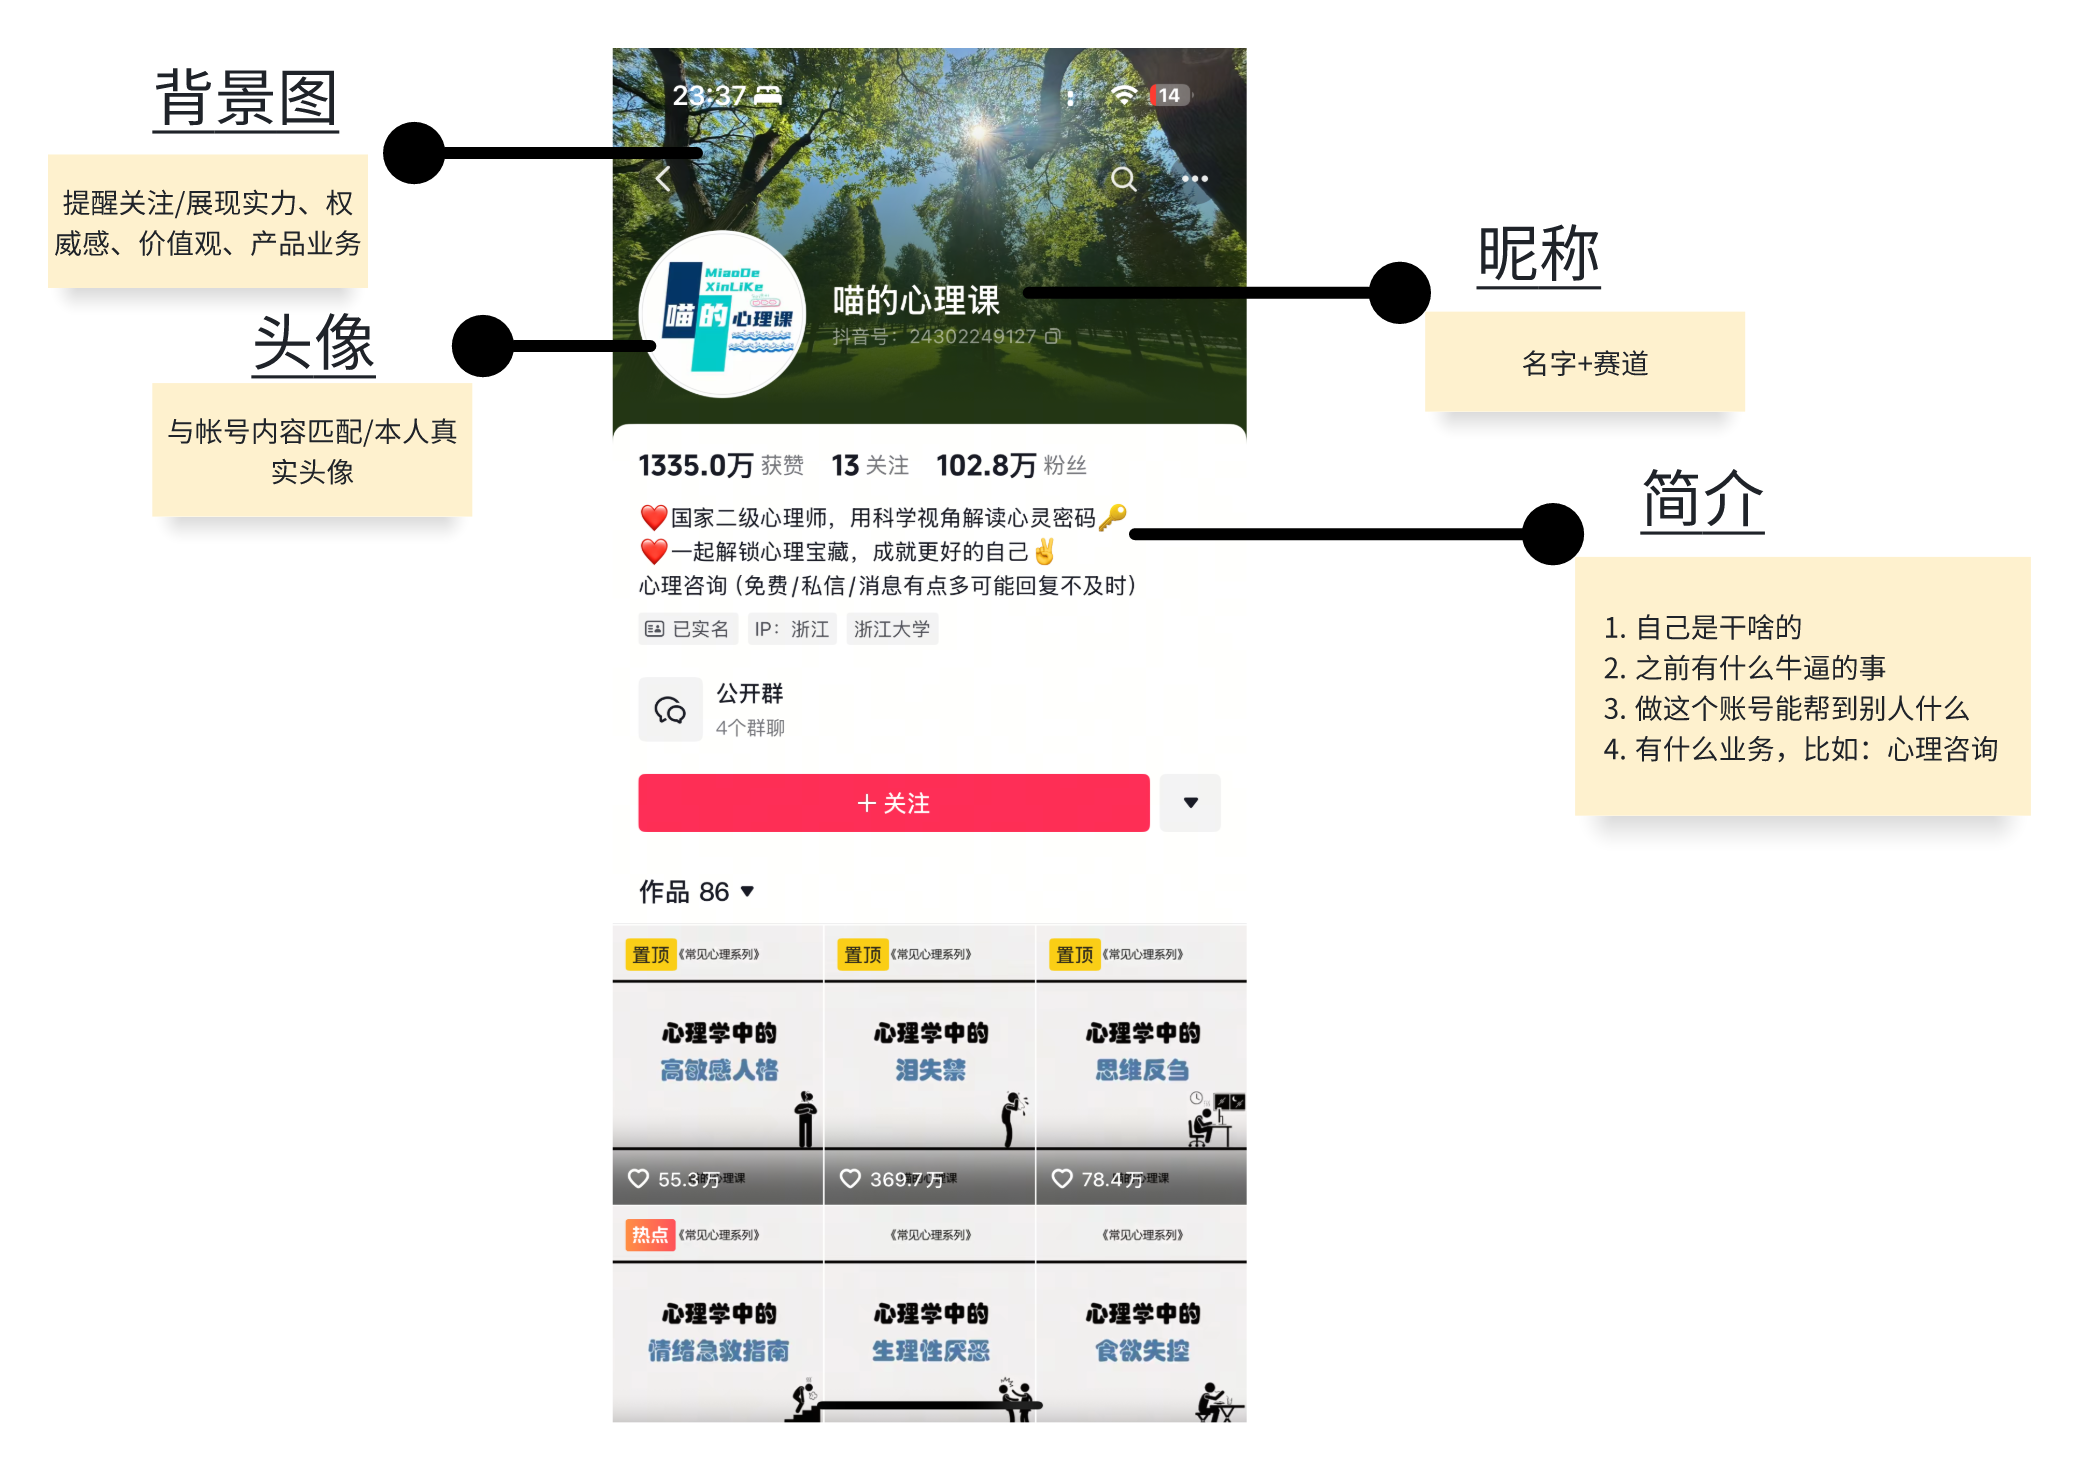 背景图
提醒关注/展现实力、权
威感、价值观、产品业务
头像
与帐号内容匹配/本人真
实头像
23:37
14
MiaoDe
XinLiKe
喵的心理课
喵的心理课
抖音号：24302249127
昵称
名字+赛道
1335.0万 获赞 13 关注 102.8万 粉丝
❤️国家二级心理师，用科学视角解读心灵密码🔑
❤️一起解锁心理宝藏，成就更好的自己✌️
心理咨询（免费/私信/消息有点多可能回复不及时）
已实名 IP：浙江 浙江大学
公开群
4个群聊
+ 关注
简介
1. 自己是干啥的
2. 之前有什么牛逼的事
3. 做这个账号能帮到别人什么
4. 有什么业务，比如：心理咨询
作品 86
置顶 《常见心理系列》
心理学中的
高敏感人格
55.3万
置顶 《常见心理系列》
心理学中的
泪失禁
369.7万
置顶 《常见心理系列》
心理学中的
思维反刍
78.4万
热点 《常见心理系列》
心理学中的
情绪急救指南
《常见心理系列》
心理学中的
生理性厌恶
《常见心理系列》
心理学中的
食欲失控